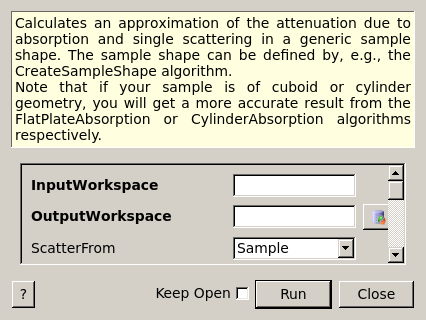 Calculates an approximation of the attenuation due to
absorption and single scattering in a generic sample
shape. The sample shape can be defined by, e.g., the
CreateSampleShape algorithm.
Note that if your sample is of cuboid or cylinder
geometry, you will get a more accurate result from the
FlatPlateAbsorption or CylinderAbsorption algorithms
respectively.
InputWorkspace
OutputWorkspace
ScatterFrom Sample
? Keep Open Run Close